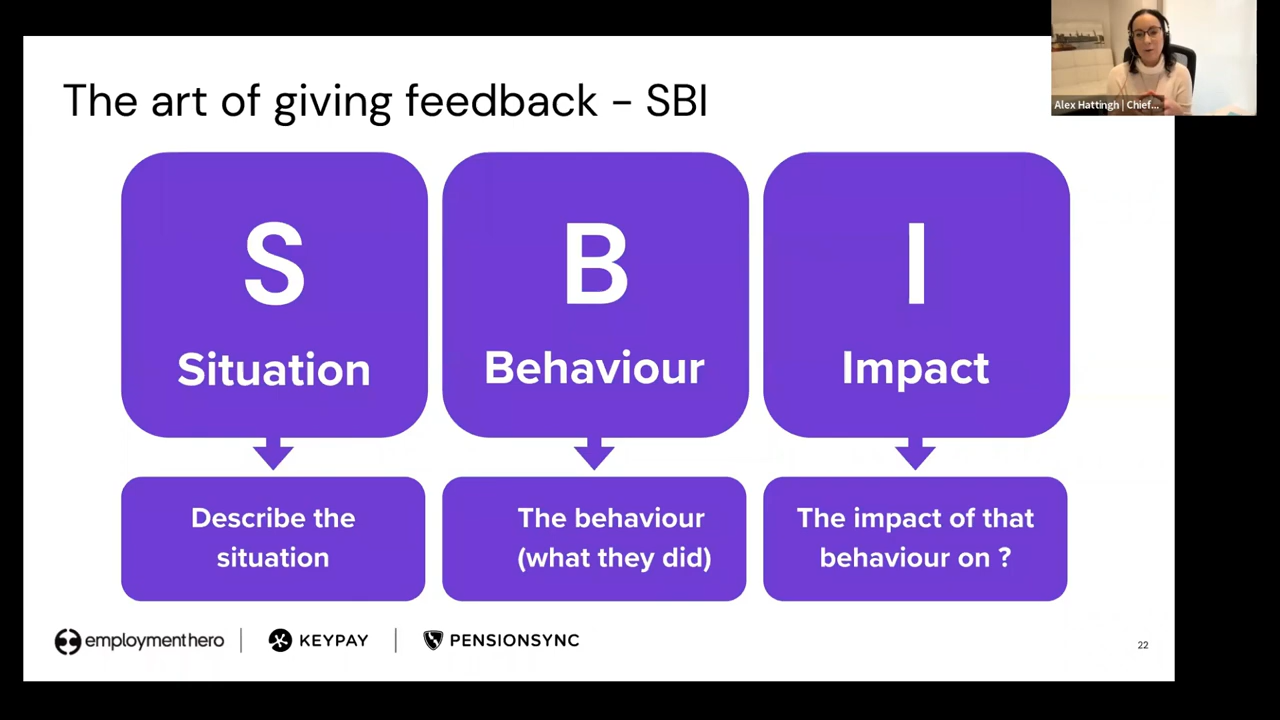 The art of giving feedback - SBI
Alex Hattingh | Chief...
S
Situation
B
Behaviour
I
Impact
Describe the
situation
The behaviour
(what they did)
The impact of that
behaviour on ?
employmenthero
KEYPAY
PENSIONSYNC
22